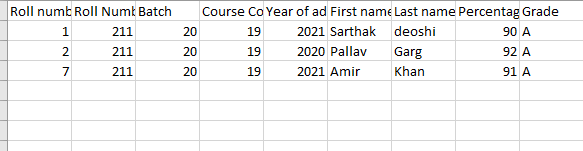 Roll numb Roll Numb Batch Course Co Year of ad First name Last name Percentag Grade
1 211 20 19 2021 Sarthak deoshi 90 A
2 211 20 19 2020 Pallav Garg 92 A
7 211 20 19 2021 Amir Khan 91 A